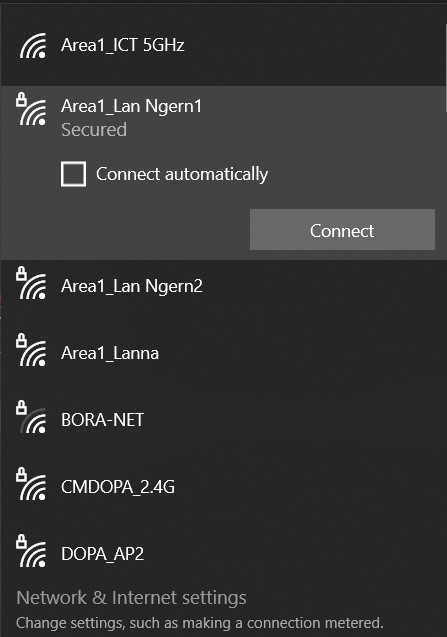 Area1_ICT 5GHz
Area1_Lan Ngern1
Secured
Connect automatically
Connect
Area1_Lan Ngern2
Area1_Lanna
BORA-NET
CMDOPA_2.4G
DOPA_AP2
Network & Internet settings
Change settings, such as making a connection metered.